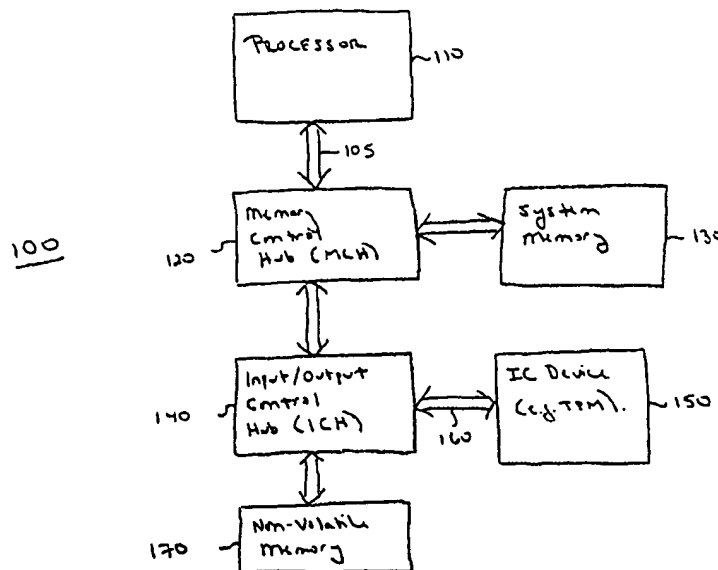 PROCESSOR
110
105
Memory
Control
Hub (MCH)
120
System
Memory
130
100
Input/Output
Control
Hub (ICH)
140
160
IC Device
(e.g. TPM).
150
Non-Volatile
Memory
170